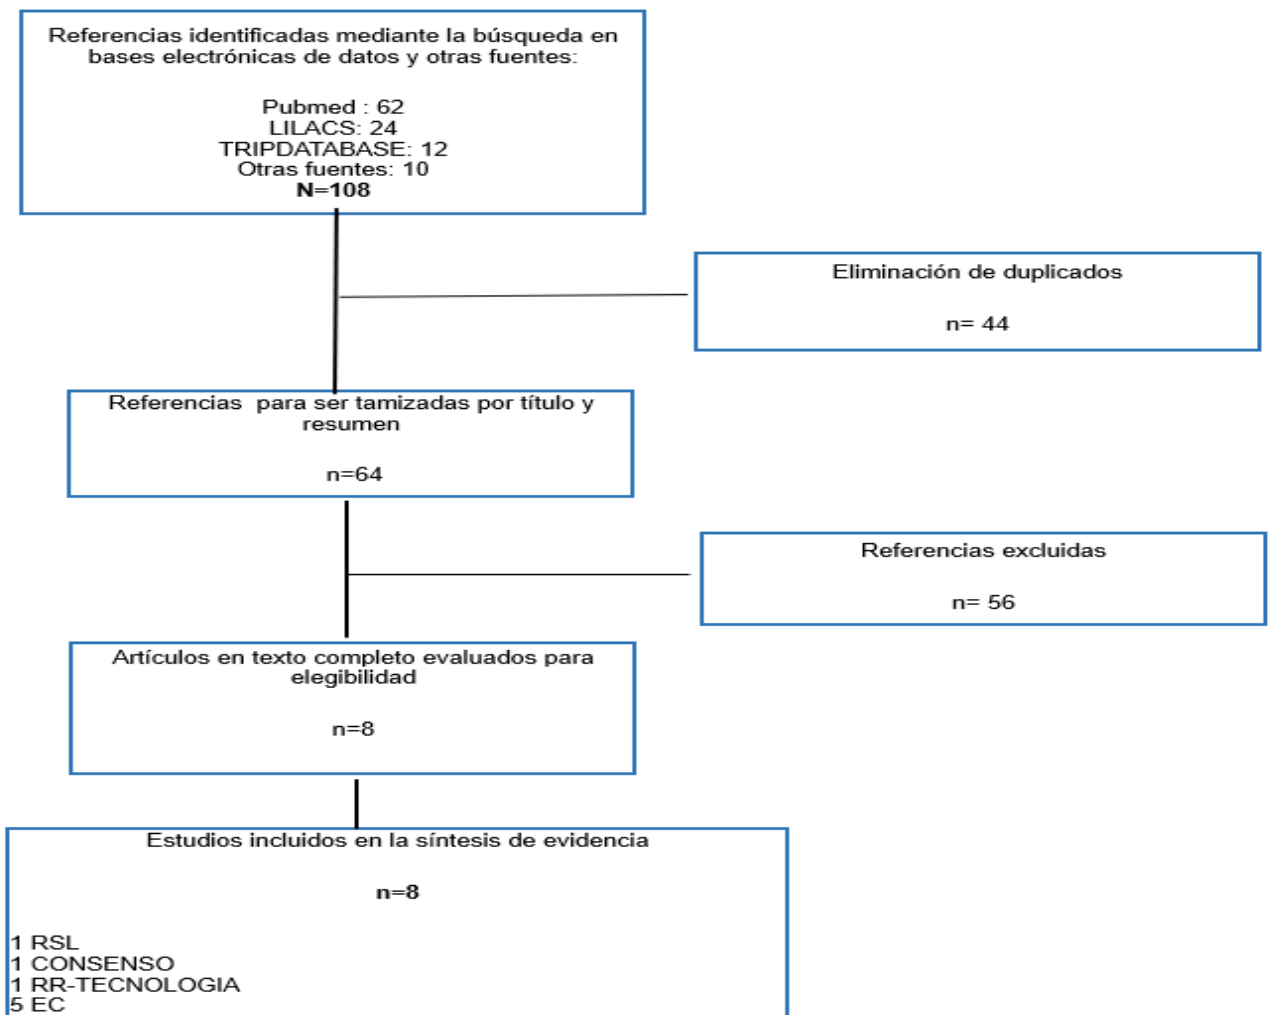 Referencias identificadas mediante la búsqueda en
bases electrónicas de datos y otras fuentes:
Pubmed : 62
LILACS: 24
TRIPDATABASE: 12
Otras fuentes: 10
N=108
Eliminación de duplicados
n= 44
Referencias para ser tamizadas por título y
resumen
n=64
Referencias excluidas
n= 56
Artículos en texto completo evaluados para
elegibilidad
n=8
Estudios incluidos en la síntesis de evidencia
n=8
1 RSL
1 CONSENSO
1 RR-TECNOLOGIA
5 EC